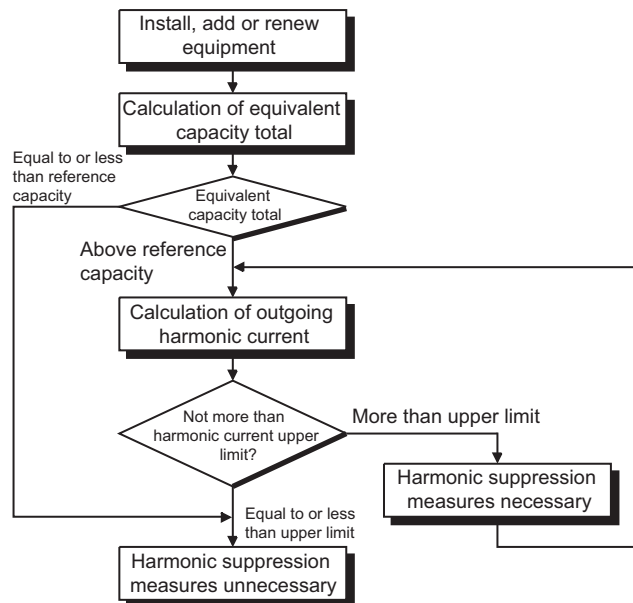 Install, add or renew
equipment
Calculation of equivalent
capacity total
Equal to or less
than reference
capacity
Equivalent
capacity total
Above reference
capacity
Calculation of outgoing
harmonic current
Not more than
harmonic current upper
limit?
More than upper limit
Harmonic suppression
measures necessary
Equal to or less
than upper limit
Harmonic suppression
measures unnecessary